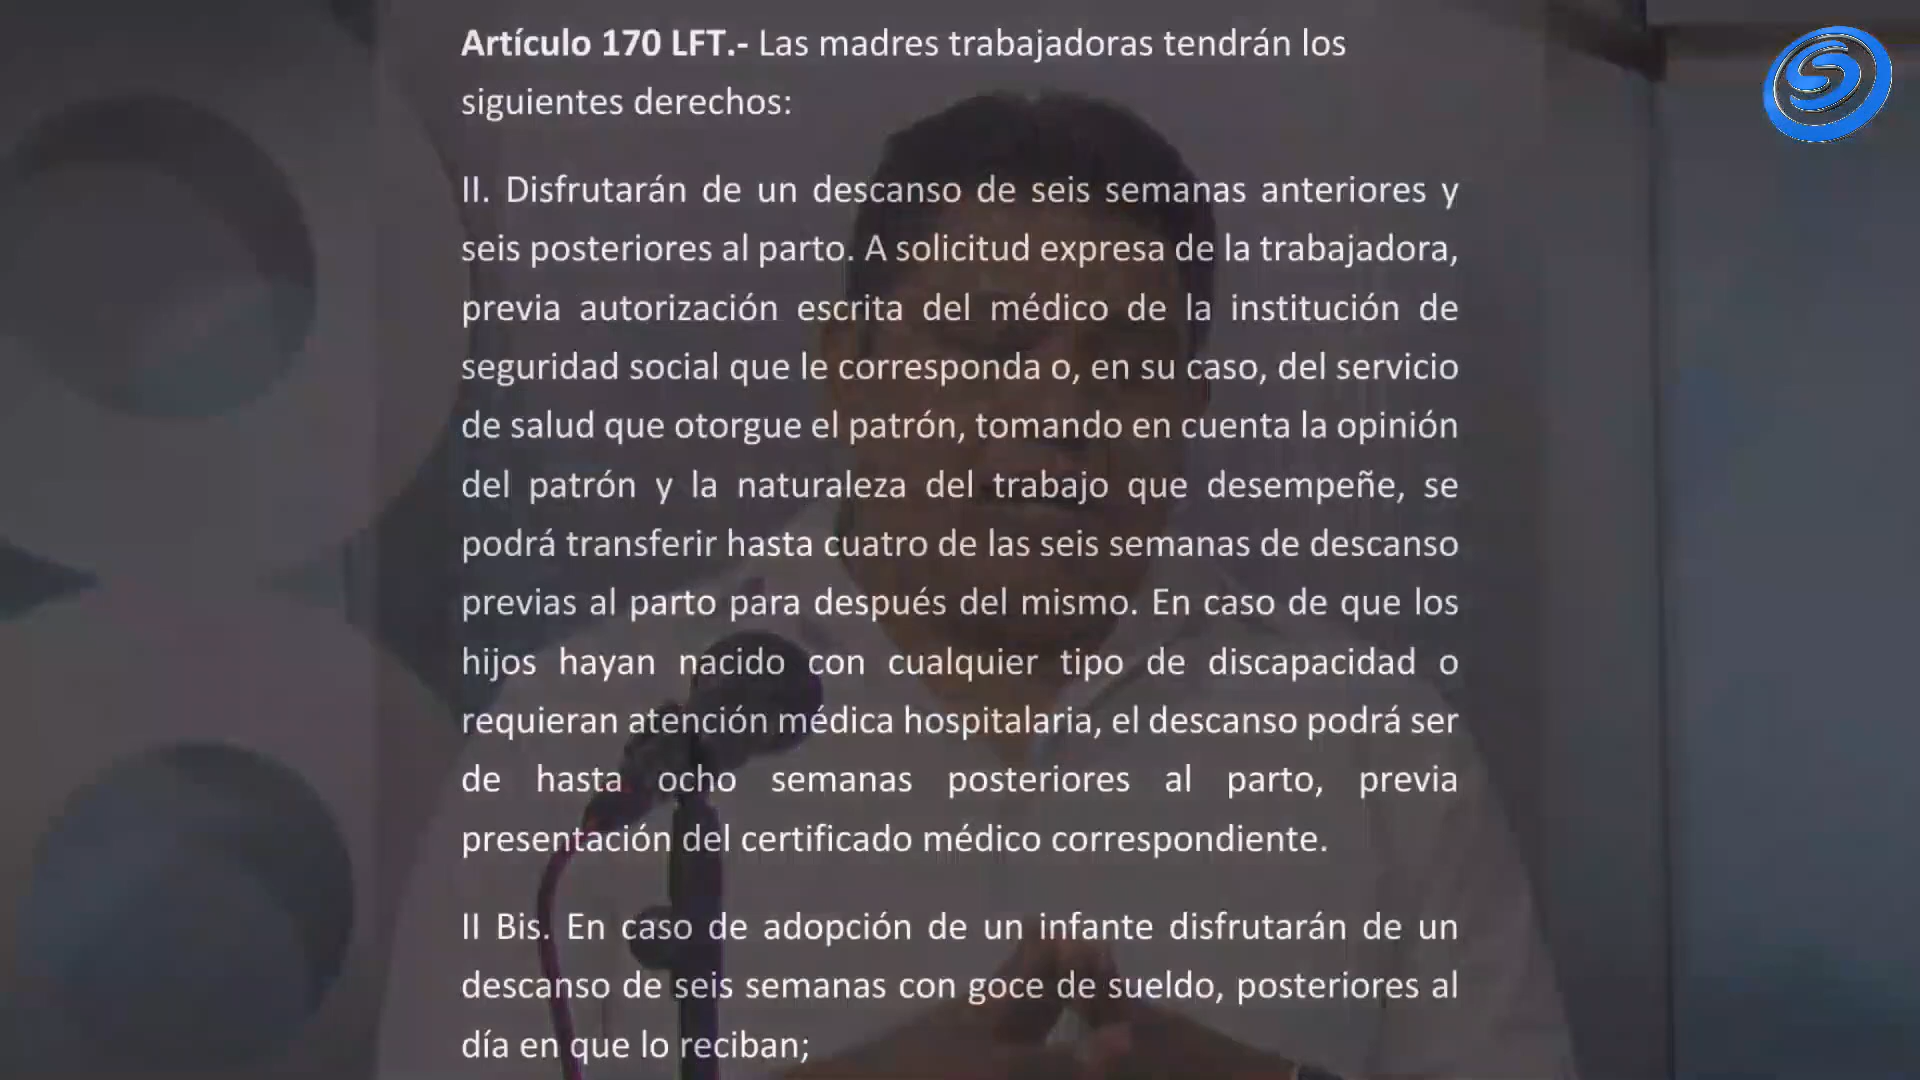 Artículo 170 LFT.- Las madres trabajadoras tendrán los
siguientes derechos:
II. Disfrutarán de un descanso de seis semanas anteriores y
seis posteriores al parto. A solicitud expresa de la trabajadora,
previa autorización escrita del médico de la institución de
seguridad social que le corresponda o, en su caso, del servicio
de salud que otorgue el patrón, tomando en cuenta la opinión
del patrón y la naturaleza del trabajo que desempeñe, se
podrá transferir hasta cuatro de las seis semanas de descanso
previas al parto para después del mismo. En caso de que los
hijos hayan nacido con cualquier tipo de discapacidad o
requieran atención médica hospitalaria, el descanso podrá ser
de hasta ocho semanas posteriores al parto, previa
presentación del certificado médico correspondiente.
II Bis. En caso de adopción de un infante disfrutarán de un
descanso de seis semanas con goce de sueldo, posteriores al
día en que lo reciban;